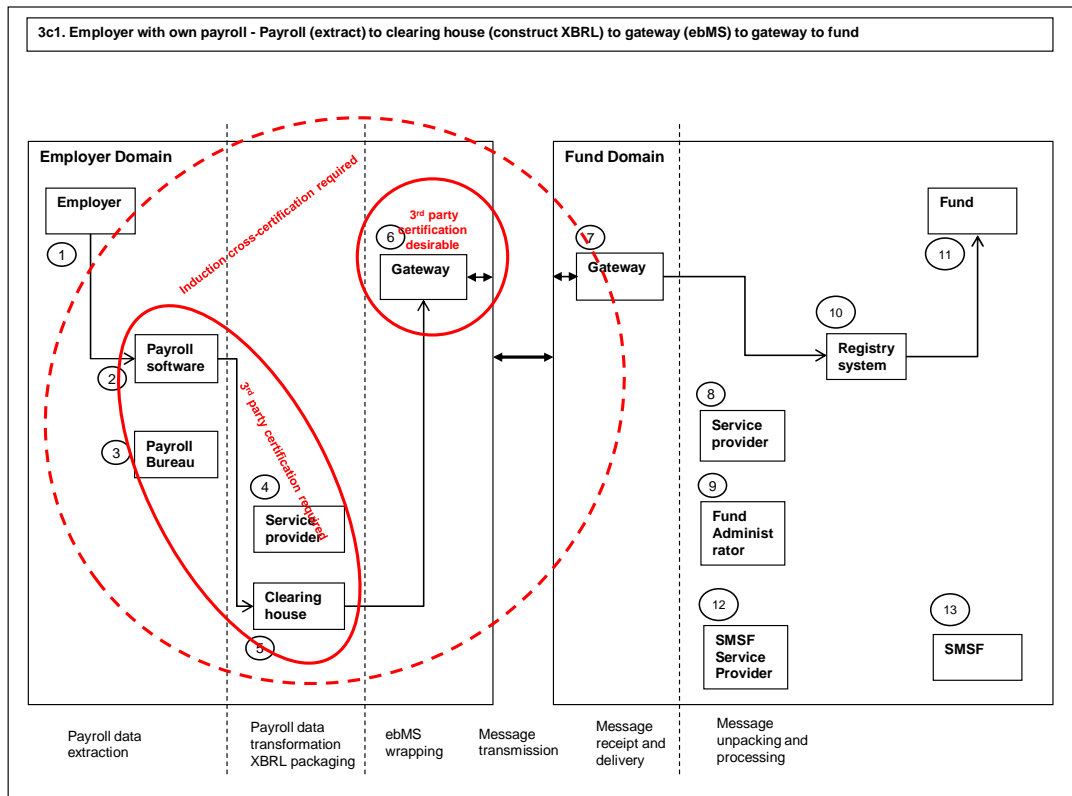 3c1. Employer with own payroll - Payroll (extract) to clearing house (construct XBRL) to gateway (ebMS) to gateway to fund
Employer Domain
Fund Domain
Induction cross-certification required
Employer
1
3rd party
certification
desirable
6
Gateway
7
Gateway
Fund
11
10
Registry
system
Payroll
software
2
3rd party certification required
3
Payroll
Bureau
4
Service
provider
Clearing
house
5
8
Service
provider
9
Fund
Administ
rator
12
SMSF
Service
Provider
13
SMSF
Payroll data
extraction
Payroll data
transformation
XBRL packaging
ebMS
wrapping
Message
transmission
Message
receipt and
delivery
Message
unpacking and
processing